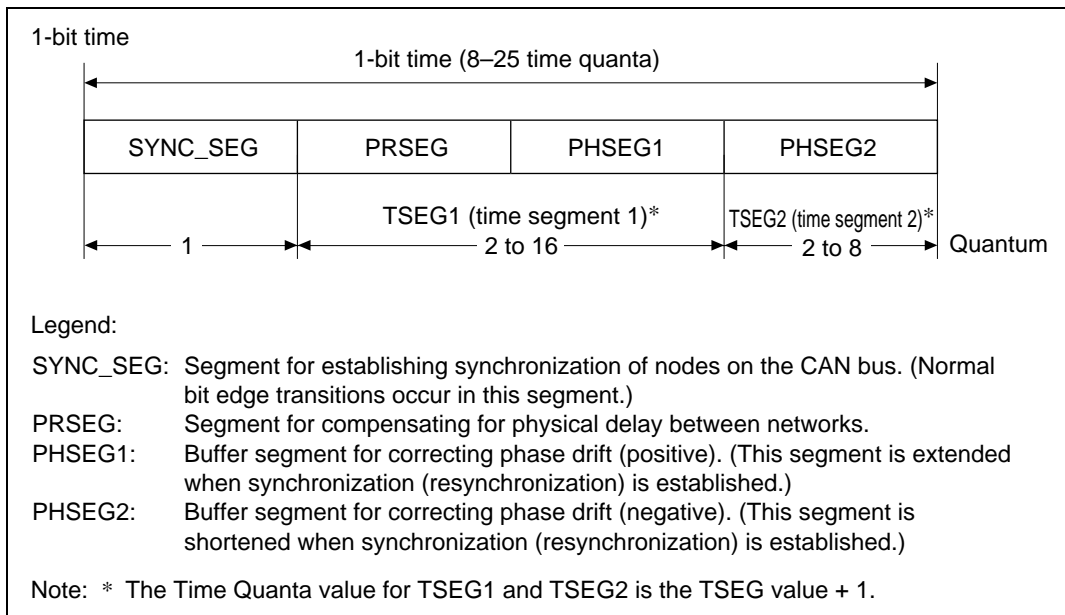 1-bit time
1-bit time (8–25 time quanta)
SYNC_SEG PRSEG PHSEG1 PHSEG2
TSEG1 (time segment 1)* TSEG2 (time segment 2)*
1 2 to 16 2 to 8 Quantum
Legend:
SYNC_SEG: Segment for establishing synchronization of nodes on the CAN bus. (Normal
bit edge transitions occur in this segment.)
PRSEG: Segment for compensating for physical delay between networks.
PHSEG1: Buffer segment for correcting phase drift (positive). (This segment is extended
when synchronization (resynchronization) is established.)
PHSEG2: Buffer segment for correcting phase drift (negative). (This segment is
shortened when synchronization (resynchronization) is established.)
Note: * The Time Quanta value for TSEG1 and TSEG2 is the TSEG value + 1.